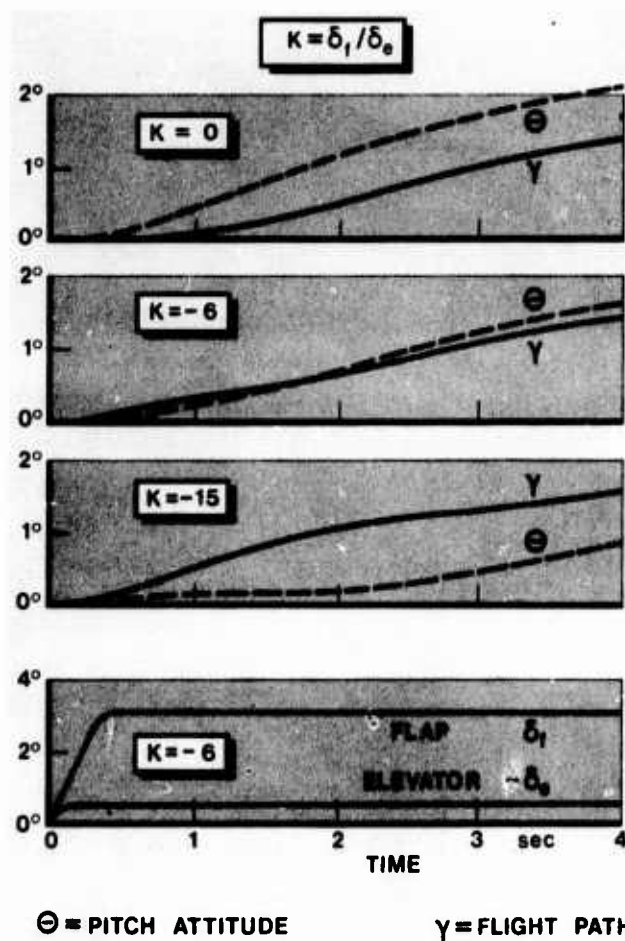 K = δf/δe
2°
1°
0°
K = 0
Θ
γ
2°
1°
0°
K = -6
Θ
γ
2°
1°
0°
K = -15
γ
Θ
4°
2°
0°
K = -6
FLAP δf
ELEVATOR -δe
0 1 2 3 sec 4
TIME
Θ = PITCH ATTITUDE γ = FLIGHT PATH